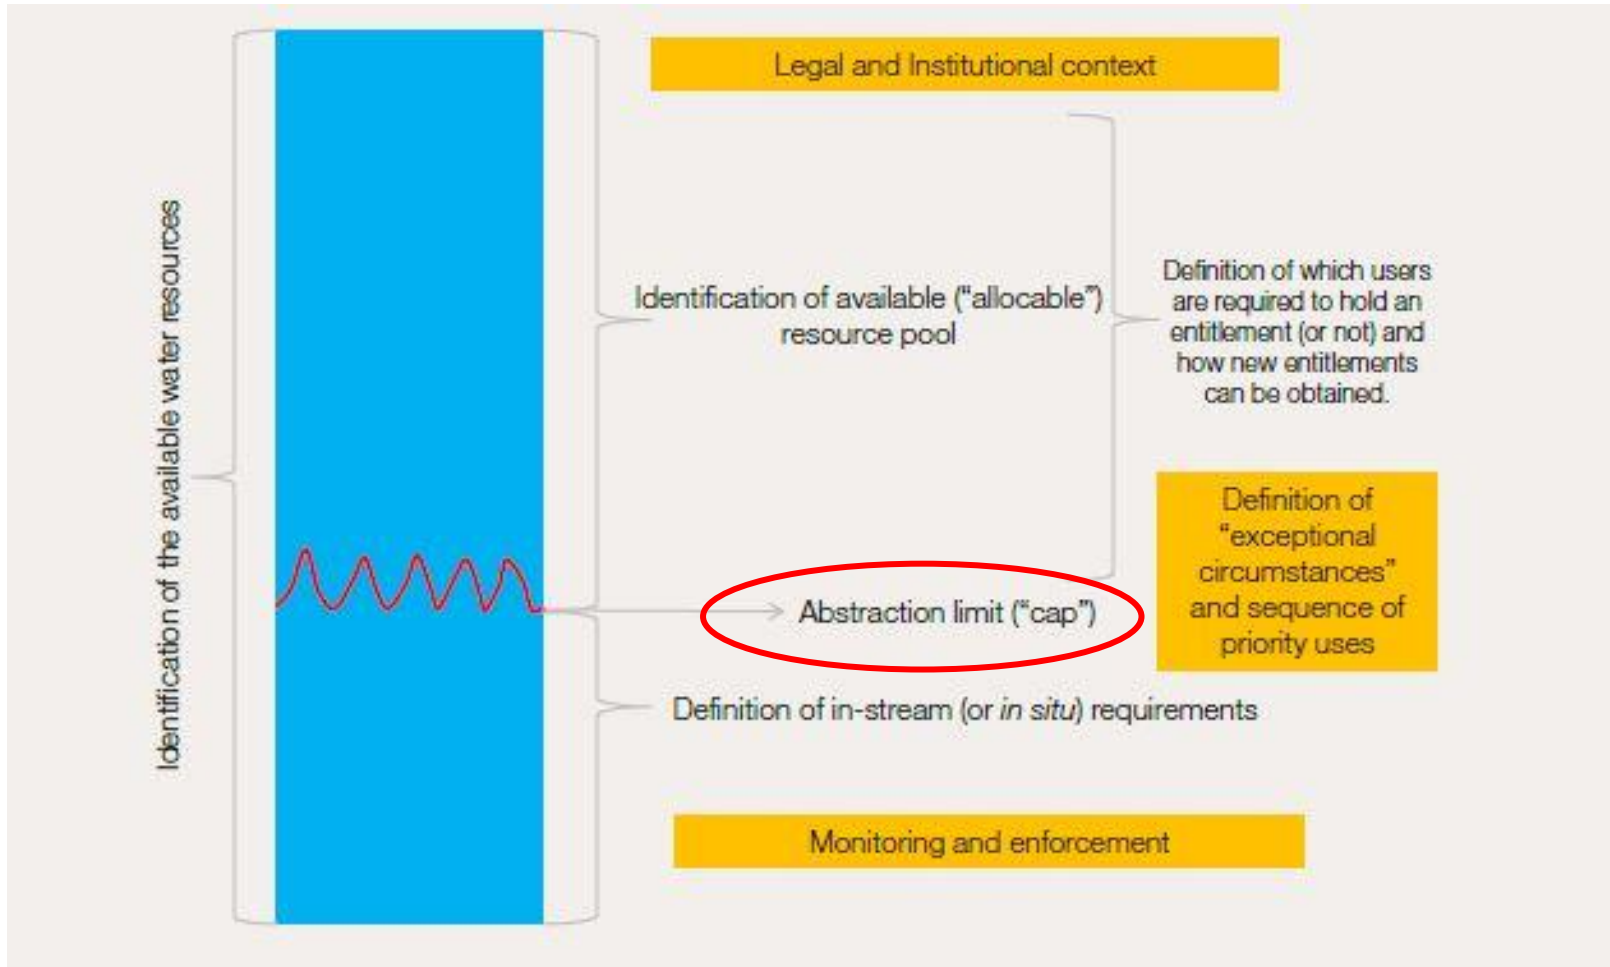 Legal and Institutional context
Identification of the available water resources
Identification of available (“allocable”)
resource pool
Definition of which users
are required to hold an
entitlement (or not) and
how new entitlements
can be obtained.
Definition of
“exceptional
circumstances”
and sequence of
priority uses
Abstraction limit (“cap”)
Definition of in-stream (or in situ) requirements
Monitoring and enforcement